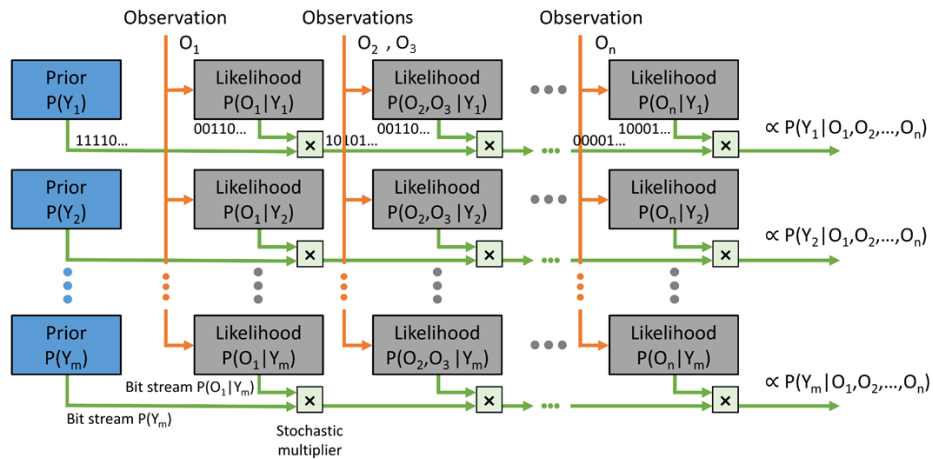 Observation Observations Observation
O₁ O₂ , O₃ Oₙ
Prior Likelihood Likelihood Likelihood
P(Y₁) P(O₁|Y₁) P(O₂,O₃|Y₁) P(Oₙ|Y₁)
11110... 00110... × 10101... 00110... × 00001... 10001... × ∝ P(Y₁|O₁,O₂,...,Oₙ)
Prior Likelihood Likelihood Likelihood
P(Y₂) P(O₁|Y₂) P(O₂,O₃|Y₂) P(Oₙ|Y₂)
× × × ∝ P(Y₂|O₁,O₂,...,Oₙ)
Prior Likelihood Likelihood Likelihood
P(Yₘ) P(O₁|Yₘ) P(O₂,O₃|Yₘ) P(Oₙ|Yₘ)
Bit stream P(O₁|Yₘ) × × × ∝ P(Yₘ|O₁,O₂,...,Oₙ)
Bit stream P(Yₘ)
Stochastic
multiplier